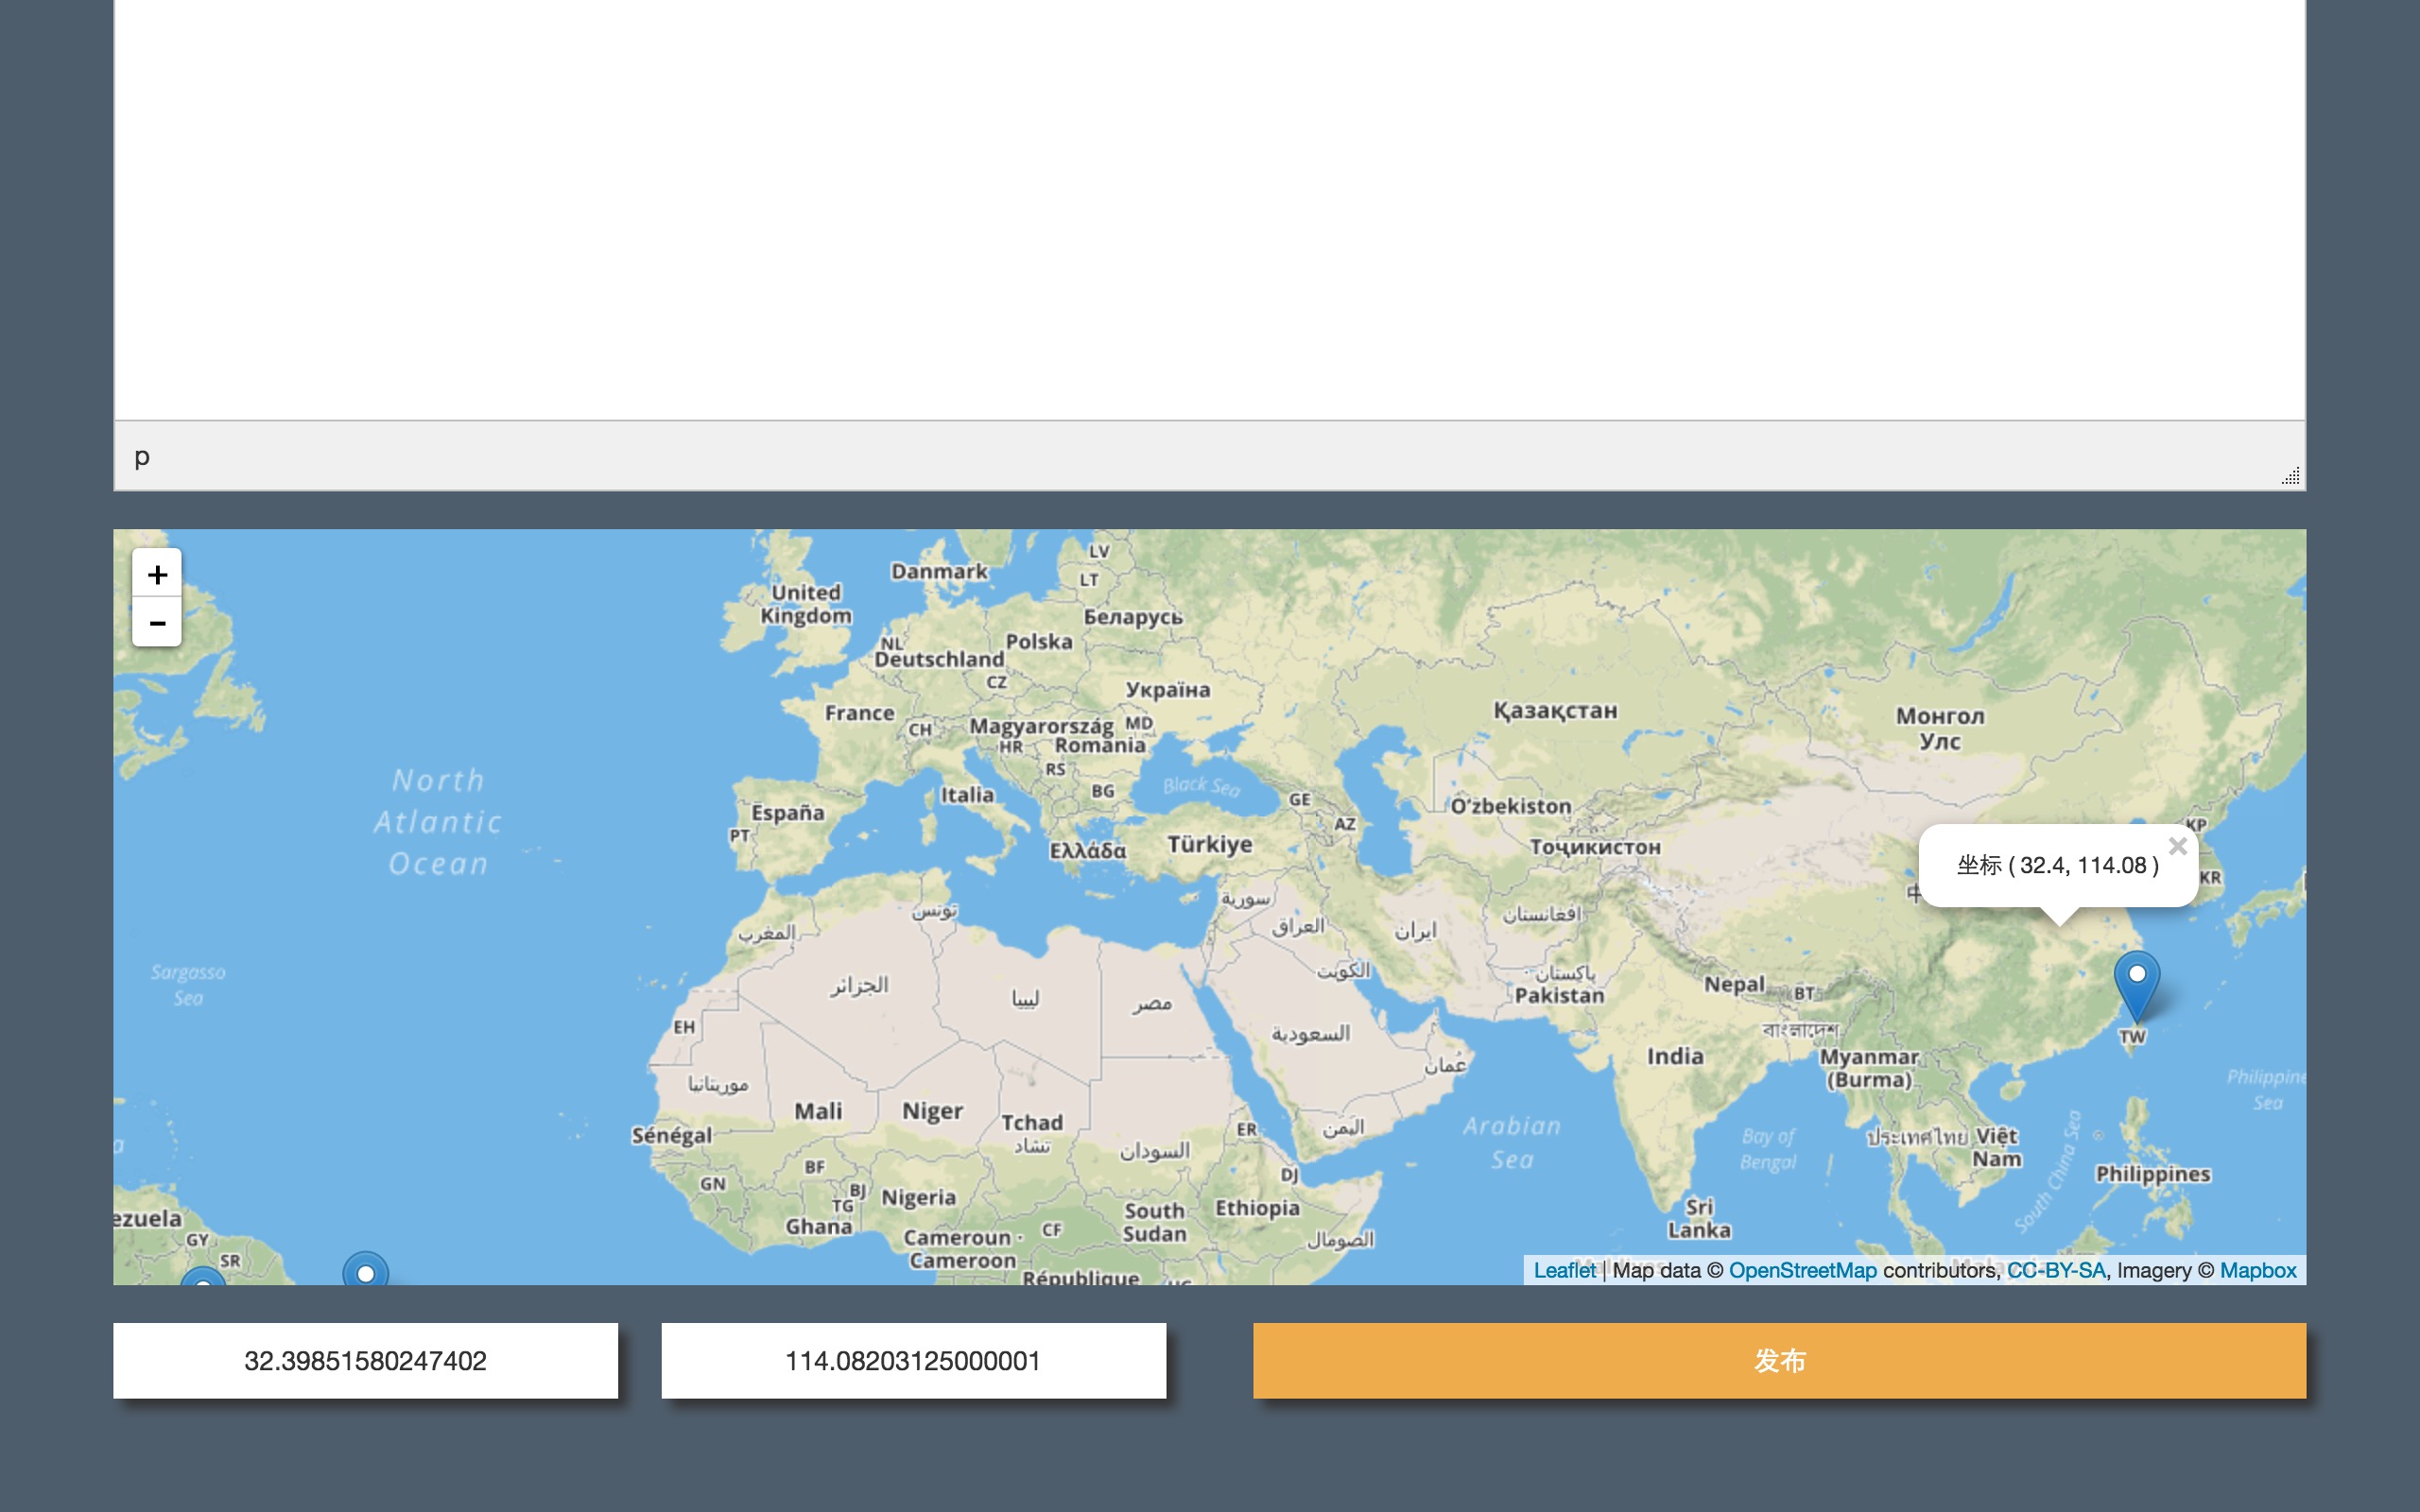 p
+
−
LV
Danmark
LT
United
Kingdom
Беларусь
NL
Polska
Deutschland
CZ
Україна
France
CH
Magyarország
MD
HR
Romania
RS
Қазақстан
Монгол
Улс
North
Atlantic
Ocean
Black Sea
Italia
BG
GE
España
O'zbekiston
PT
AZ
KP
Ελλάδα
Türkiye
Тоҷикистон
×
坐标 ( 32.4, 114.08 )
KR
سورية
تونس
افغانستان
المغرب
العراق
ایران
Sargasso
Sea
الكويت
پاکستان
Pakistan
Nepal
BT
الجزائر
ليبيا
مصر
EH
السعودية
বাংলাদেশ
TW
India
Myanmar
(Burma)
عُمان
موريتانيا
Philippine
Sea
Mali
Niger
Tchad
تشاد
ER
اليمن
Arabian
Sea
Sénégal
السودان
Bay of
Bengal
ประเทศไทย
Việt
Nam
South China Sea
Philippines
BF
GN
BJ
TG
Nigeria
DJ
Ghana
South
Sudan
Ethiopia
Sri
Lanka
ezuela
GY
SR
Cameroun
Cameroon
CF
الصومال
République
Leaflet | Map data © OpenStreetMap contributors, CC-BY-SA, Imagery © Mapbox
32.39851580247402
114.08203125000001
发布